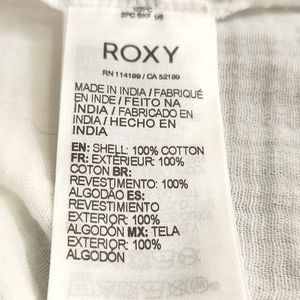 ROXY
RN 114199 / CA 52199
MADE IN INDIA / FABRIQUÉ
EN INDE / FEITO NA
ÍNDIA / FABRICADO EN
INDIA / HECHO EN
INDIA
EN: SHELL: 100% COTTON
FR: EXTÉRIEUR: 100%
COTON BR:
REVESTIMENTO: 100%
ALGODÃO ES:
REVESTIMIENTO
EXTERIOR: 100%
ALGODÓN MX: TELA
EXTERIOR: 100%
ALGODÓN